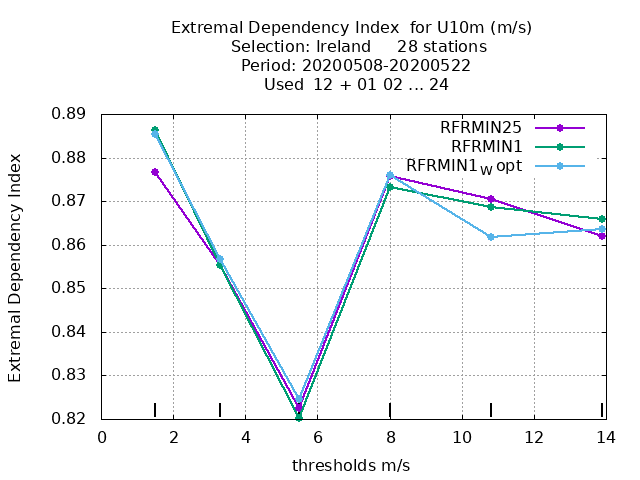 Extremal Dependency Index  for U10m (m/s)
Selection: Ireland     28 stations
Period: 20200508-20200522
Used  12 + 01 02 ... 24
RFRMIN25
RFRMIN1
RFRMIN1W opt
0.89
0.88
0.87
0.86
0.85
0.84
0.83
0.82
Extremal Dependency Index
0 2 4 6 8 10 12 14
thresholds m/s